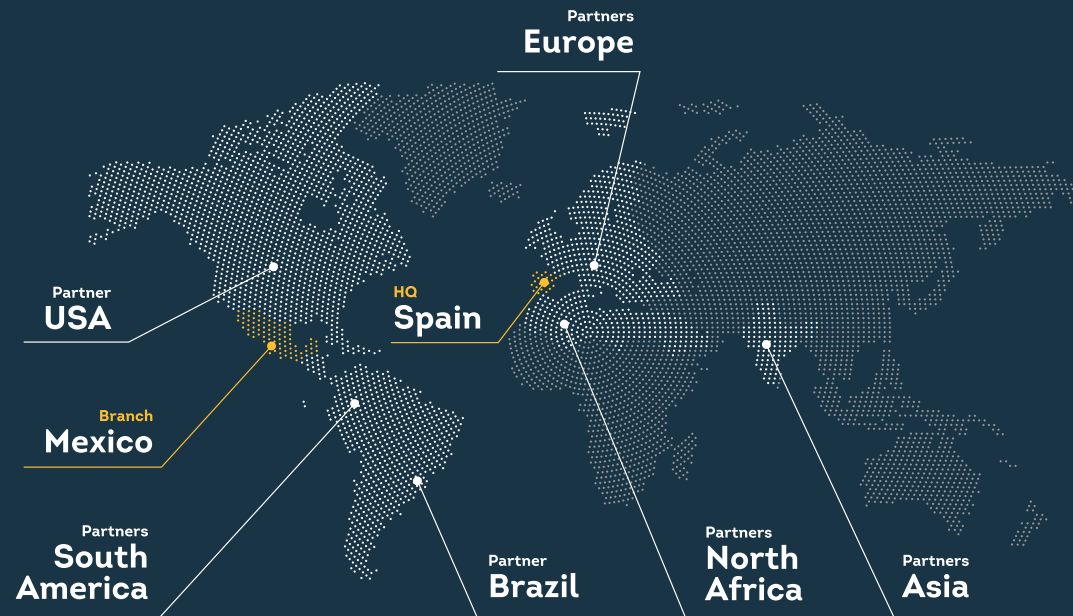 Partners
Europe
Partner
USA
HQ
Spain
Branch
Mexico
Partners
South
America
Partner
Brazil
Partners
North
Africa
Partners
Asia